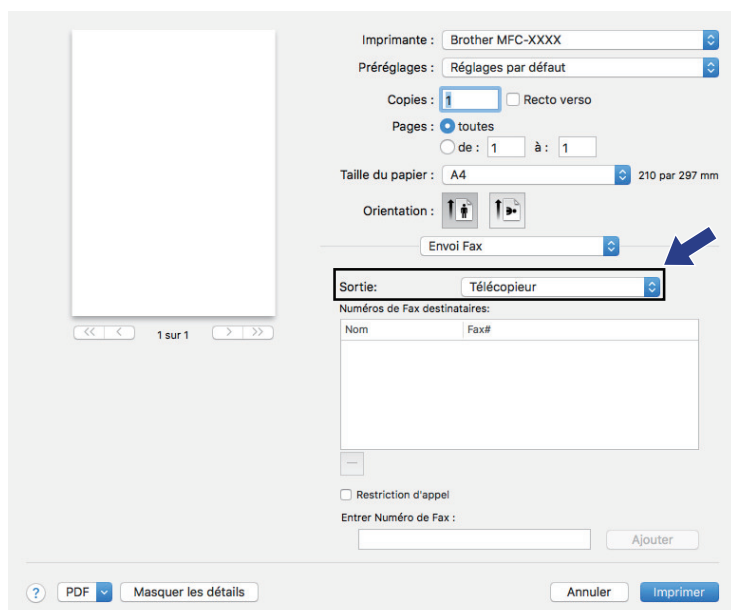 Imprimante : Brother MFC-XXXX
Préréglages : Réglages par défaut
Copies : 1 Recto verso
Pages : toutes
de : 1 à : 1
Taille du papier : A4 210 par 297 mm
Orientation :
Envoi Fax
Sortie: Télécopieur
Numéros de Fax destinataires:
Nom Fax#
1 sur 1
Restriction d'appel
Entrer Numéro de Fax :
Ajouter
? PDF Masquer les détails Annuler Imprimer